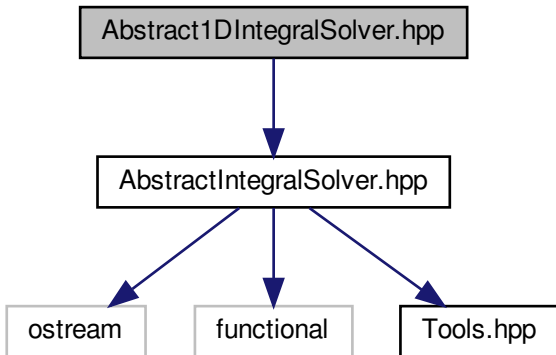 Abstract1DIntegralSolver.hpp
AbstractIntegralSolver.hpp
ostream
functional
Tools.hpp